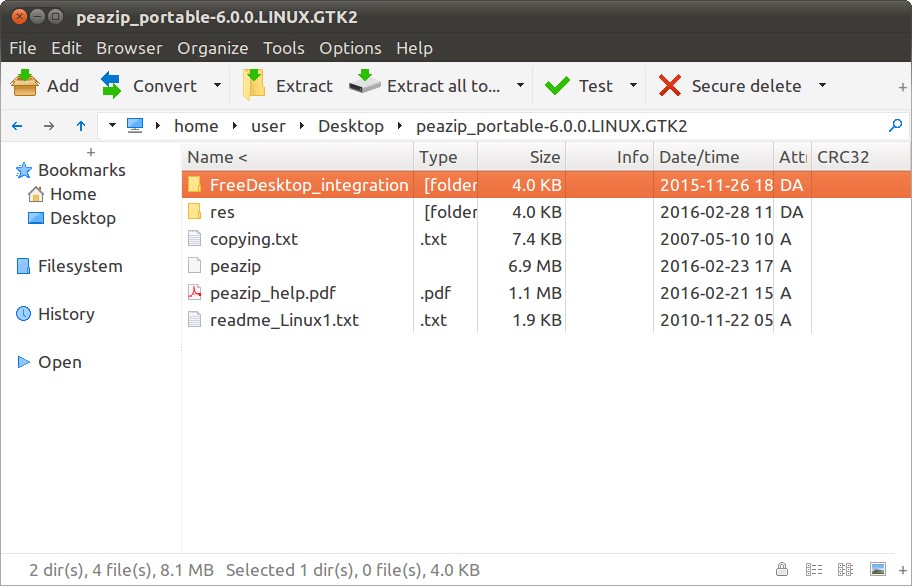 peazip_portable-6.0.0.LINUX.GTK2
File Edit Browser Organize Tools Options Help
Add Convert Extract Extract all to... Test Secure delete +
home user Desktop peazip_portable-6.0.0.LINUX.GTK2
+
Bookmarks
Home
Desktop
Filesystem
History
Open
Name < Type Size Info Date/time Attr CRC32
FreeDesktop_integration [folder 4.0 KB 2015-11-26 18 DA
res [folder 4.0 KB 2016-02-28 11 DA
copying.txt .txt 7.4 KB 2007-05-10 10 A
peazip 6.9 MB 2016-02-23 17 A
peazip_help.pdf .pdf 1.1 MB 2016-02-21 15 A
readme_Linux1.txt .txt 1.9 KB 2010-11-22 05 A
2 dir(s), 4 file(s), 8.1 MB Selected 1 dir(s), 0 file(s), 4.0 KB +